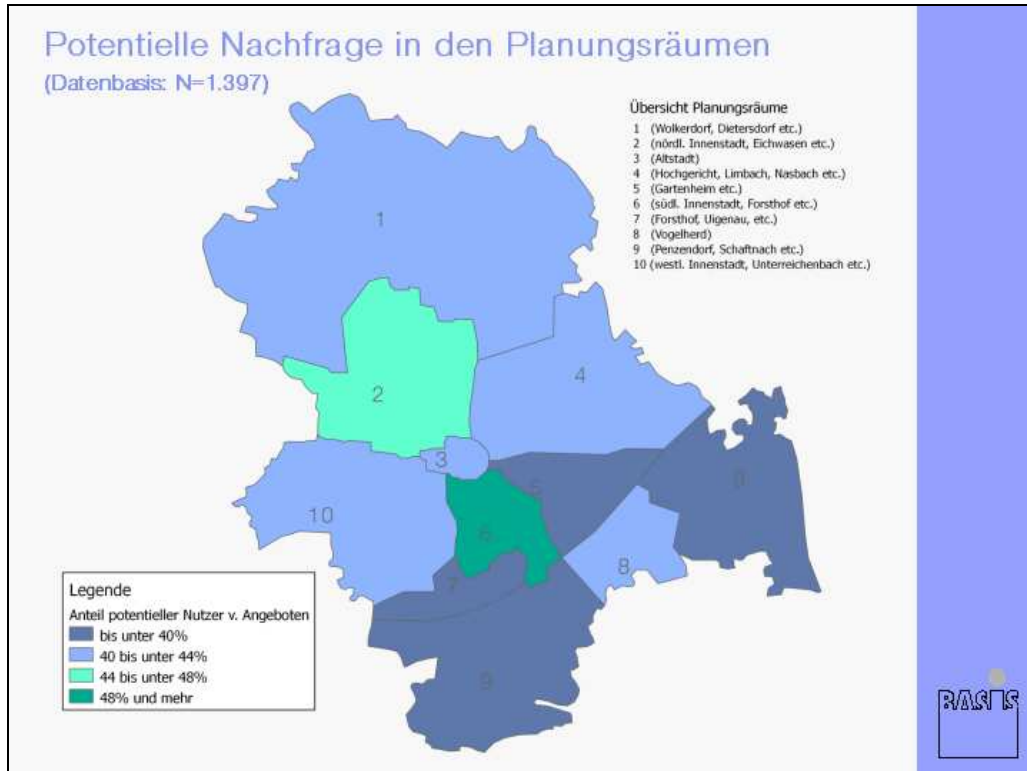 Potentielle Nachfrage in den Planungsräumen
(Datenbasis: N=1.397)
Übersicht Planungsräume
1 (Wolkerdorf, Dietersdorf etc.)
2 (nördl. Innenstadt, Eichwasen etc.)
3 (Altstadt)
4 (Hochgericht, Limbach, Nasbach etc.)
5 (Gartenheim etc.)
6 (südl. Innenstadt, Forsthof etc.)
7 (Forsthof, Uigenau, etc.)
8 (Vogelherd)
9 (Penzendorf, Schaftnach etc.)
10 (westl. Innenstadt, Unterreichenbach etc.)
1
2
4
3
9
5
10
6
8
7
9
Legende
Anteil potentieller Nutzer v. Angeboten
bis unter 40%
40 bis unter 44%
44 bis unter 48%
48% und mehr
BASIS